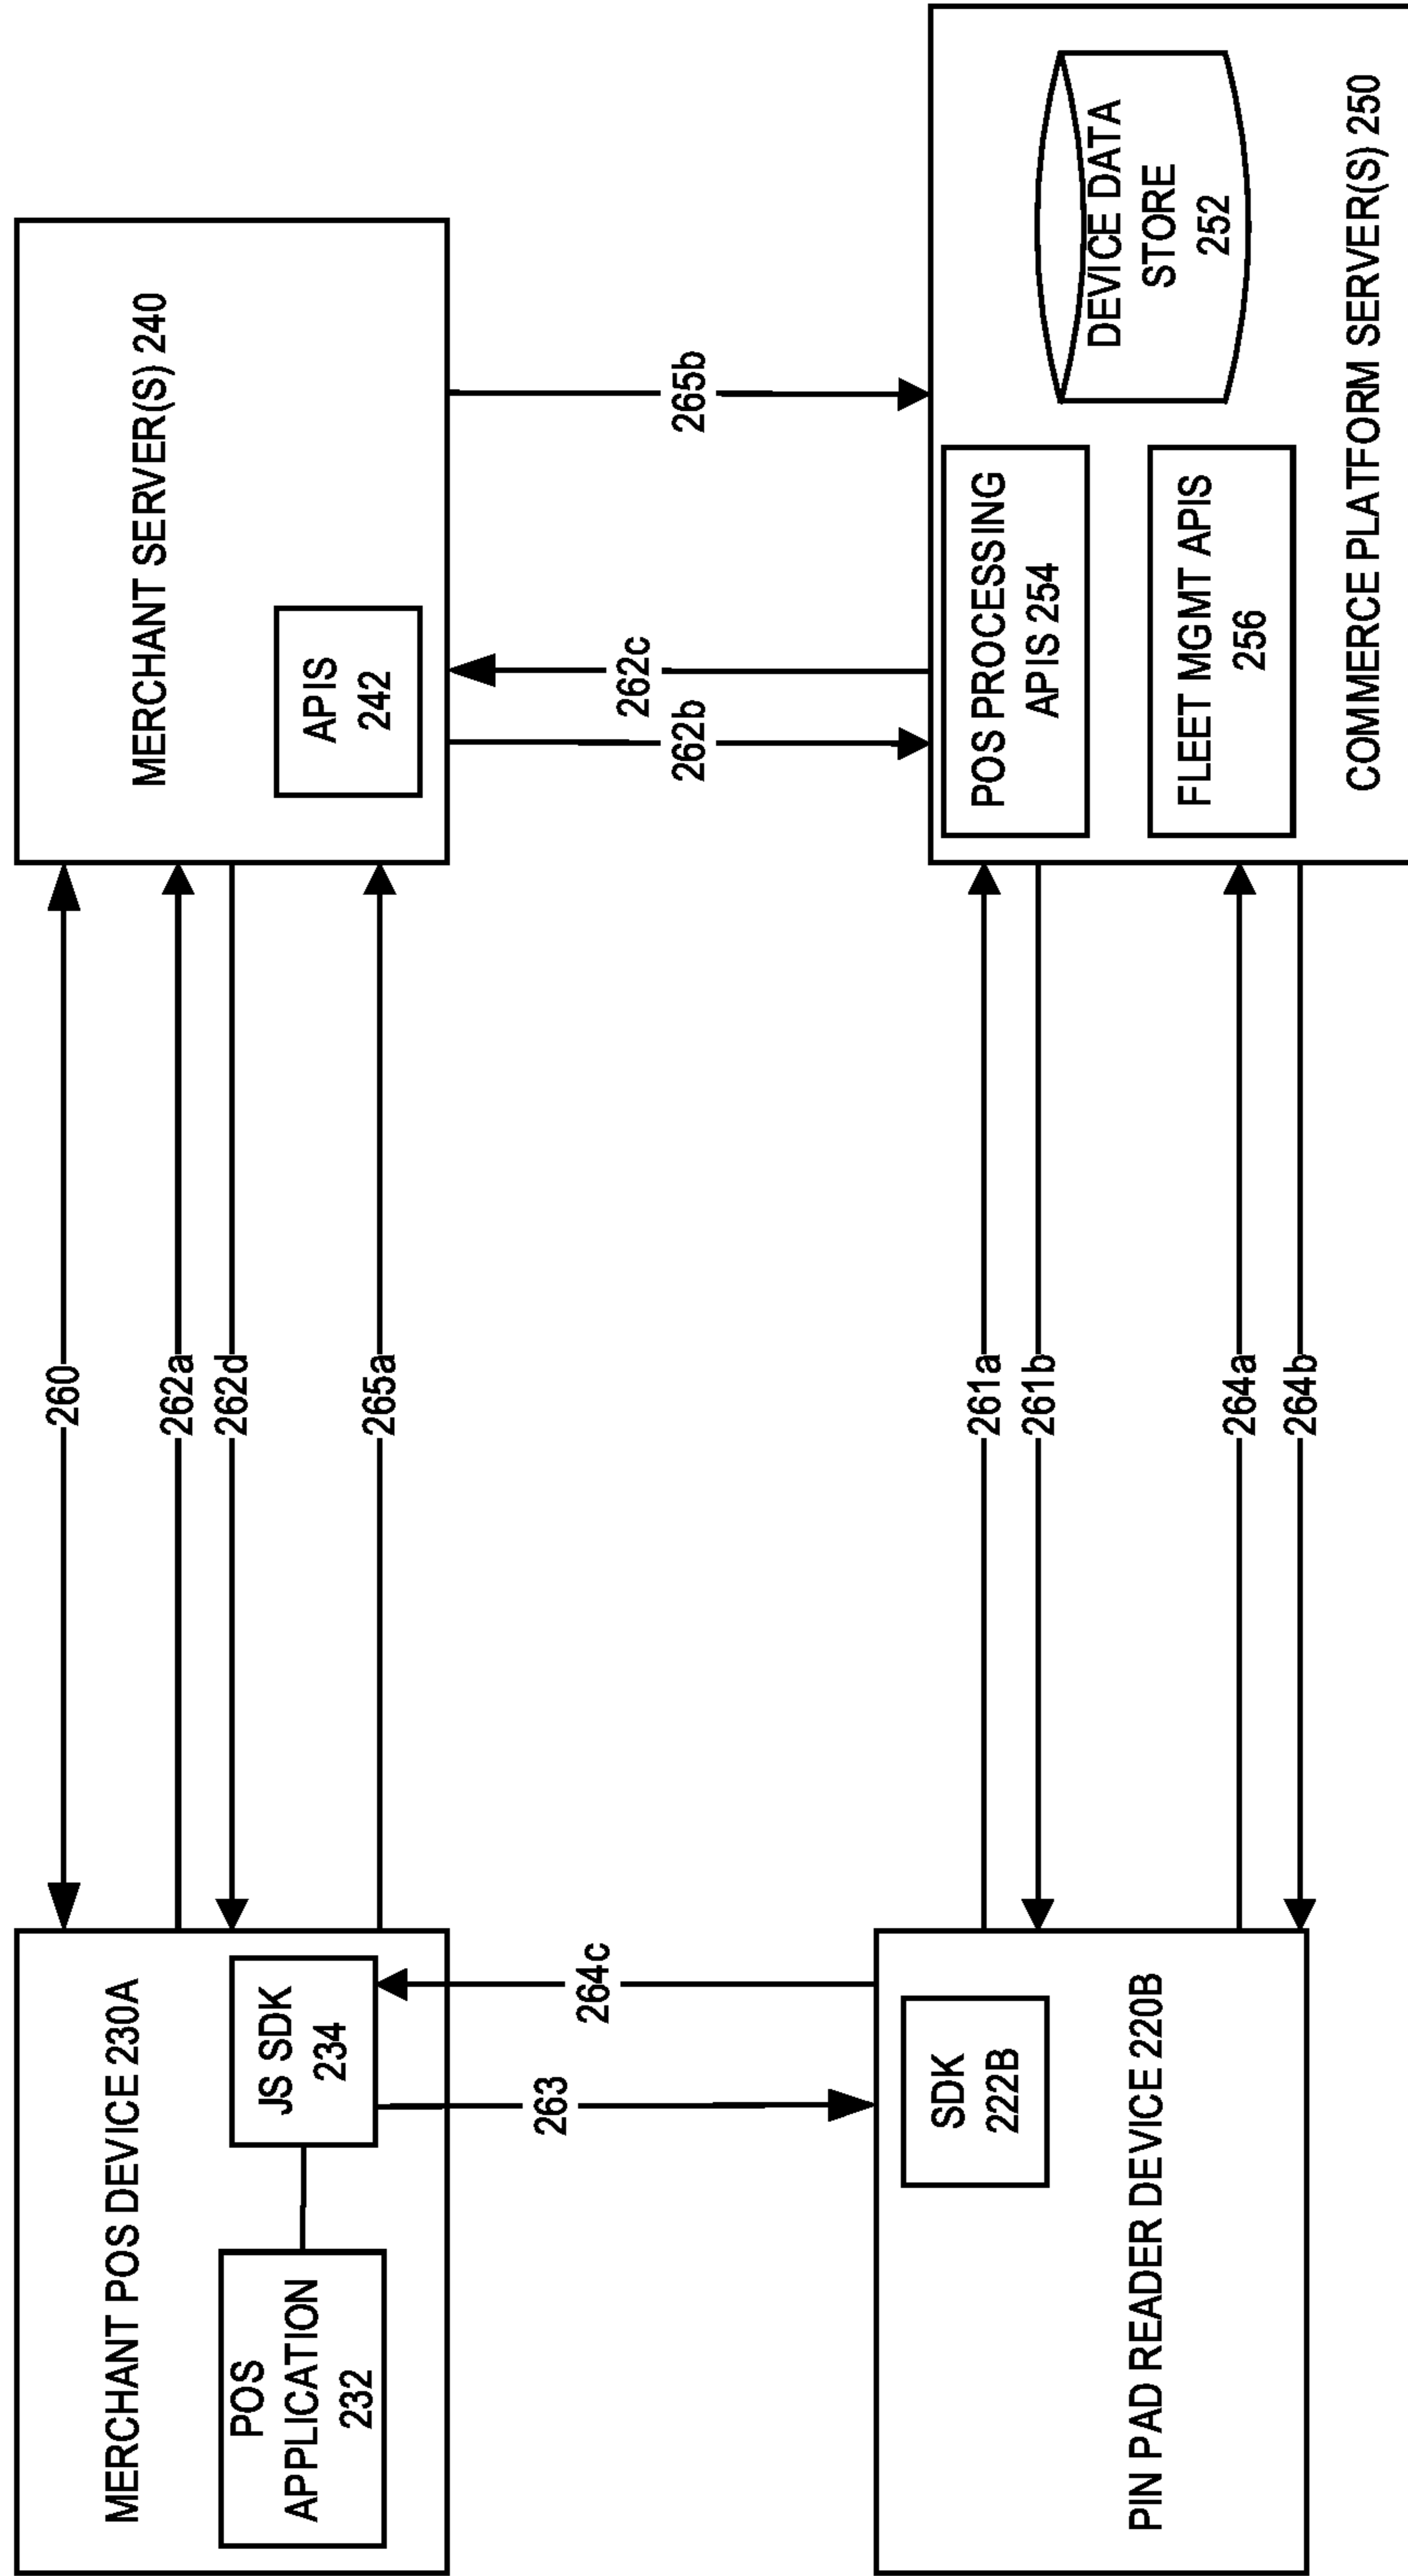 MERCHANT POS DEVICE 230A
POS
APPLICATION
232
JS SDK
234
260
262a
262d
265a
MERCHANT SERVER(S) 240
APIS
242
263
264c
262b
262c
265b
SDK
222B
PIN PAD READER DEVICE 220B
261a
261b
264a
264b
POS PROCESSING
APIS 254
FLEET MGMT APIS
256
DEVICE DATA
STORE
252
COMMERCE PLATFORM SERVER(S) 250